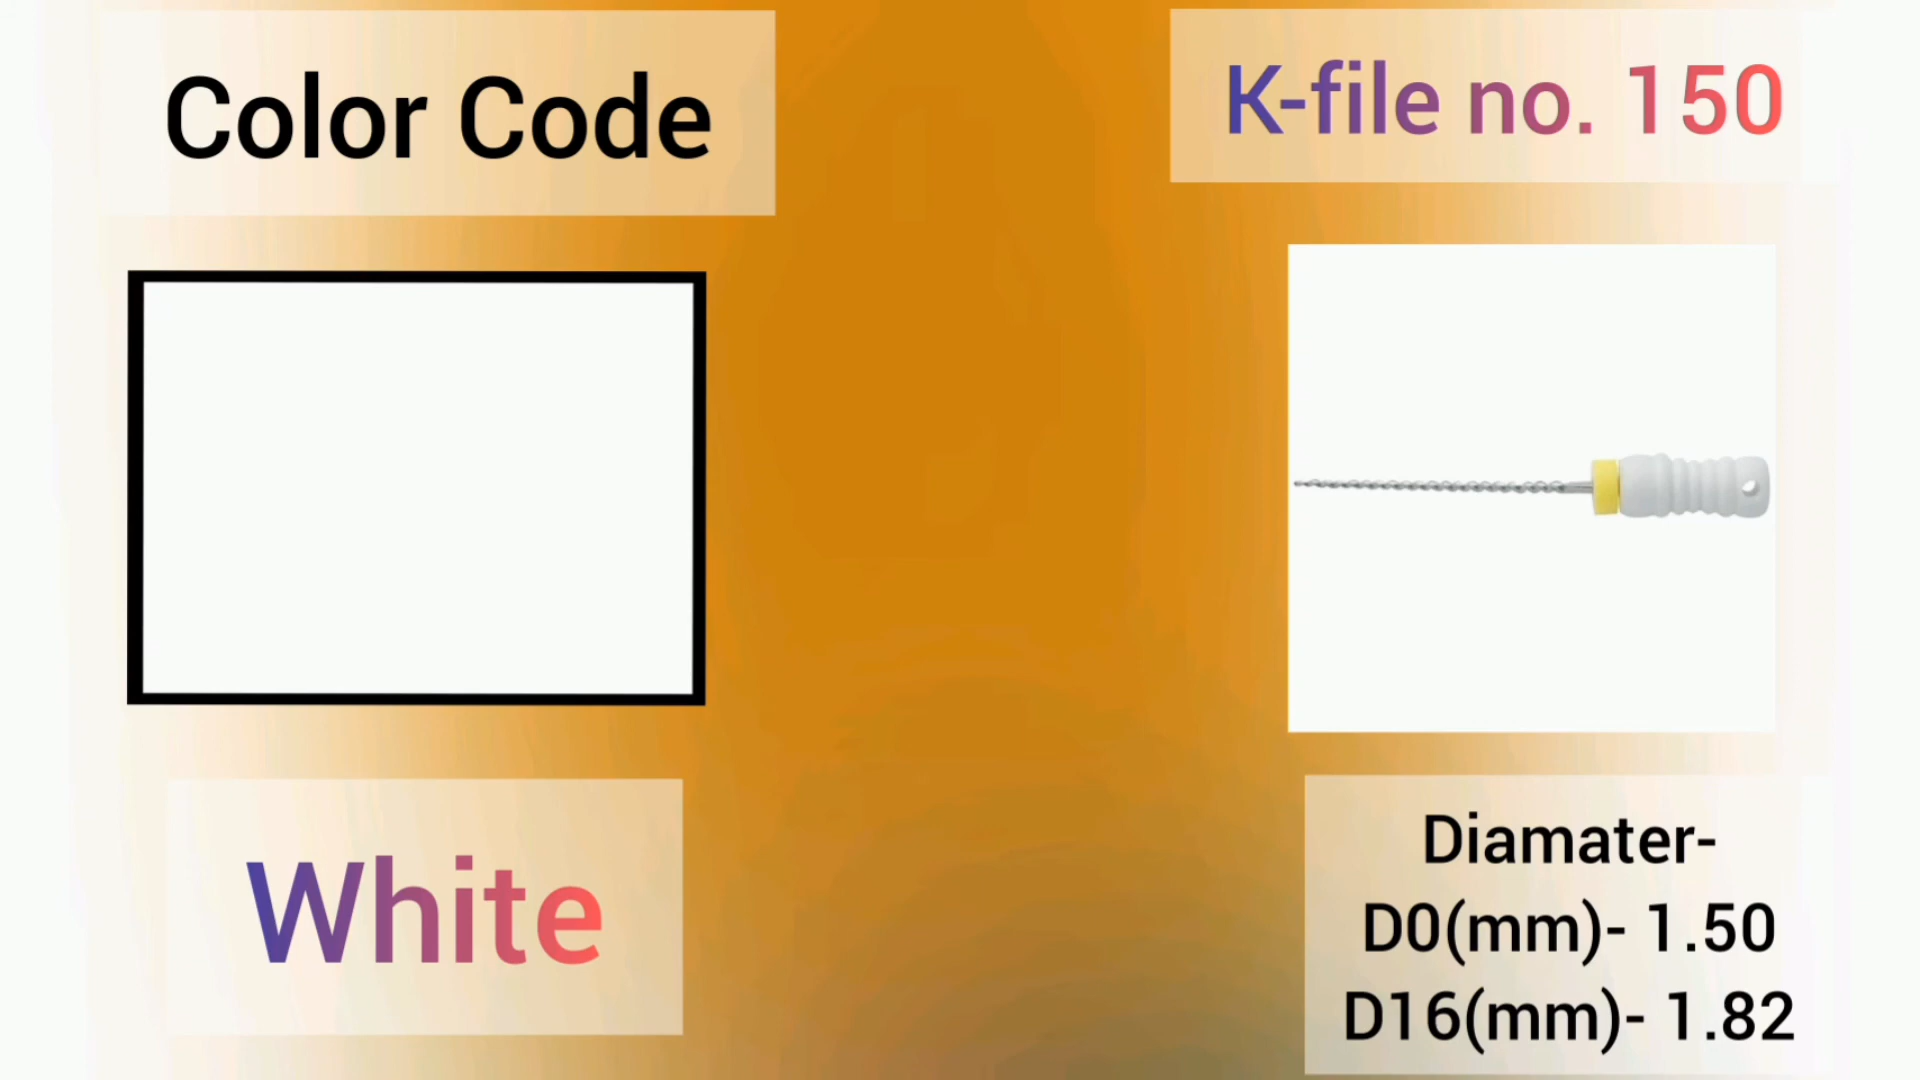 Color Code
K-file no. 150
White
Diamater-
D0(mm)- 1.50
D16(mm)- 1.82